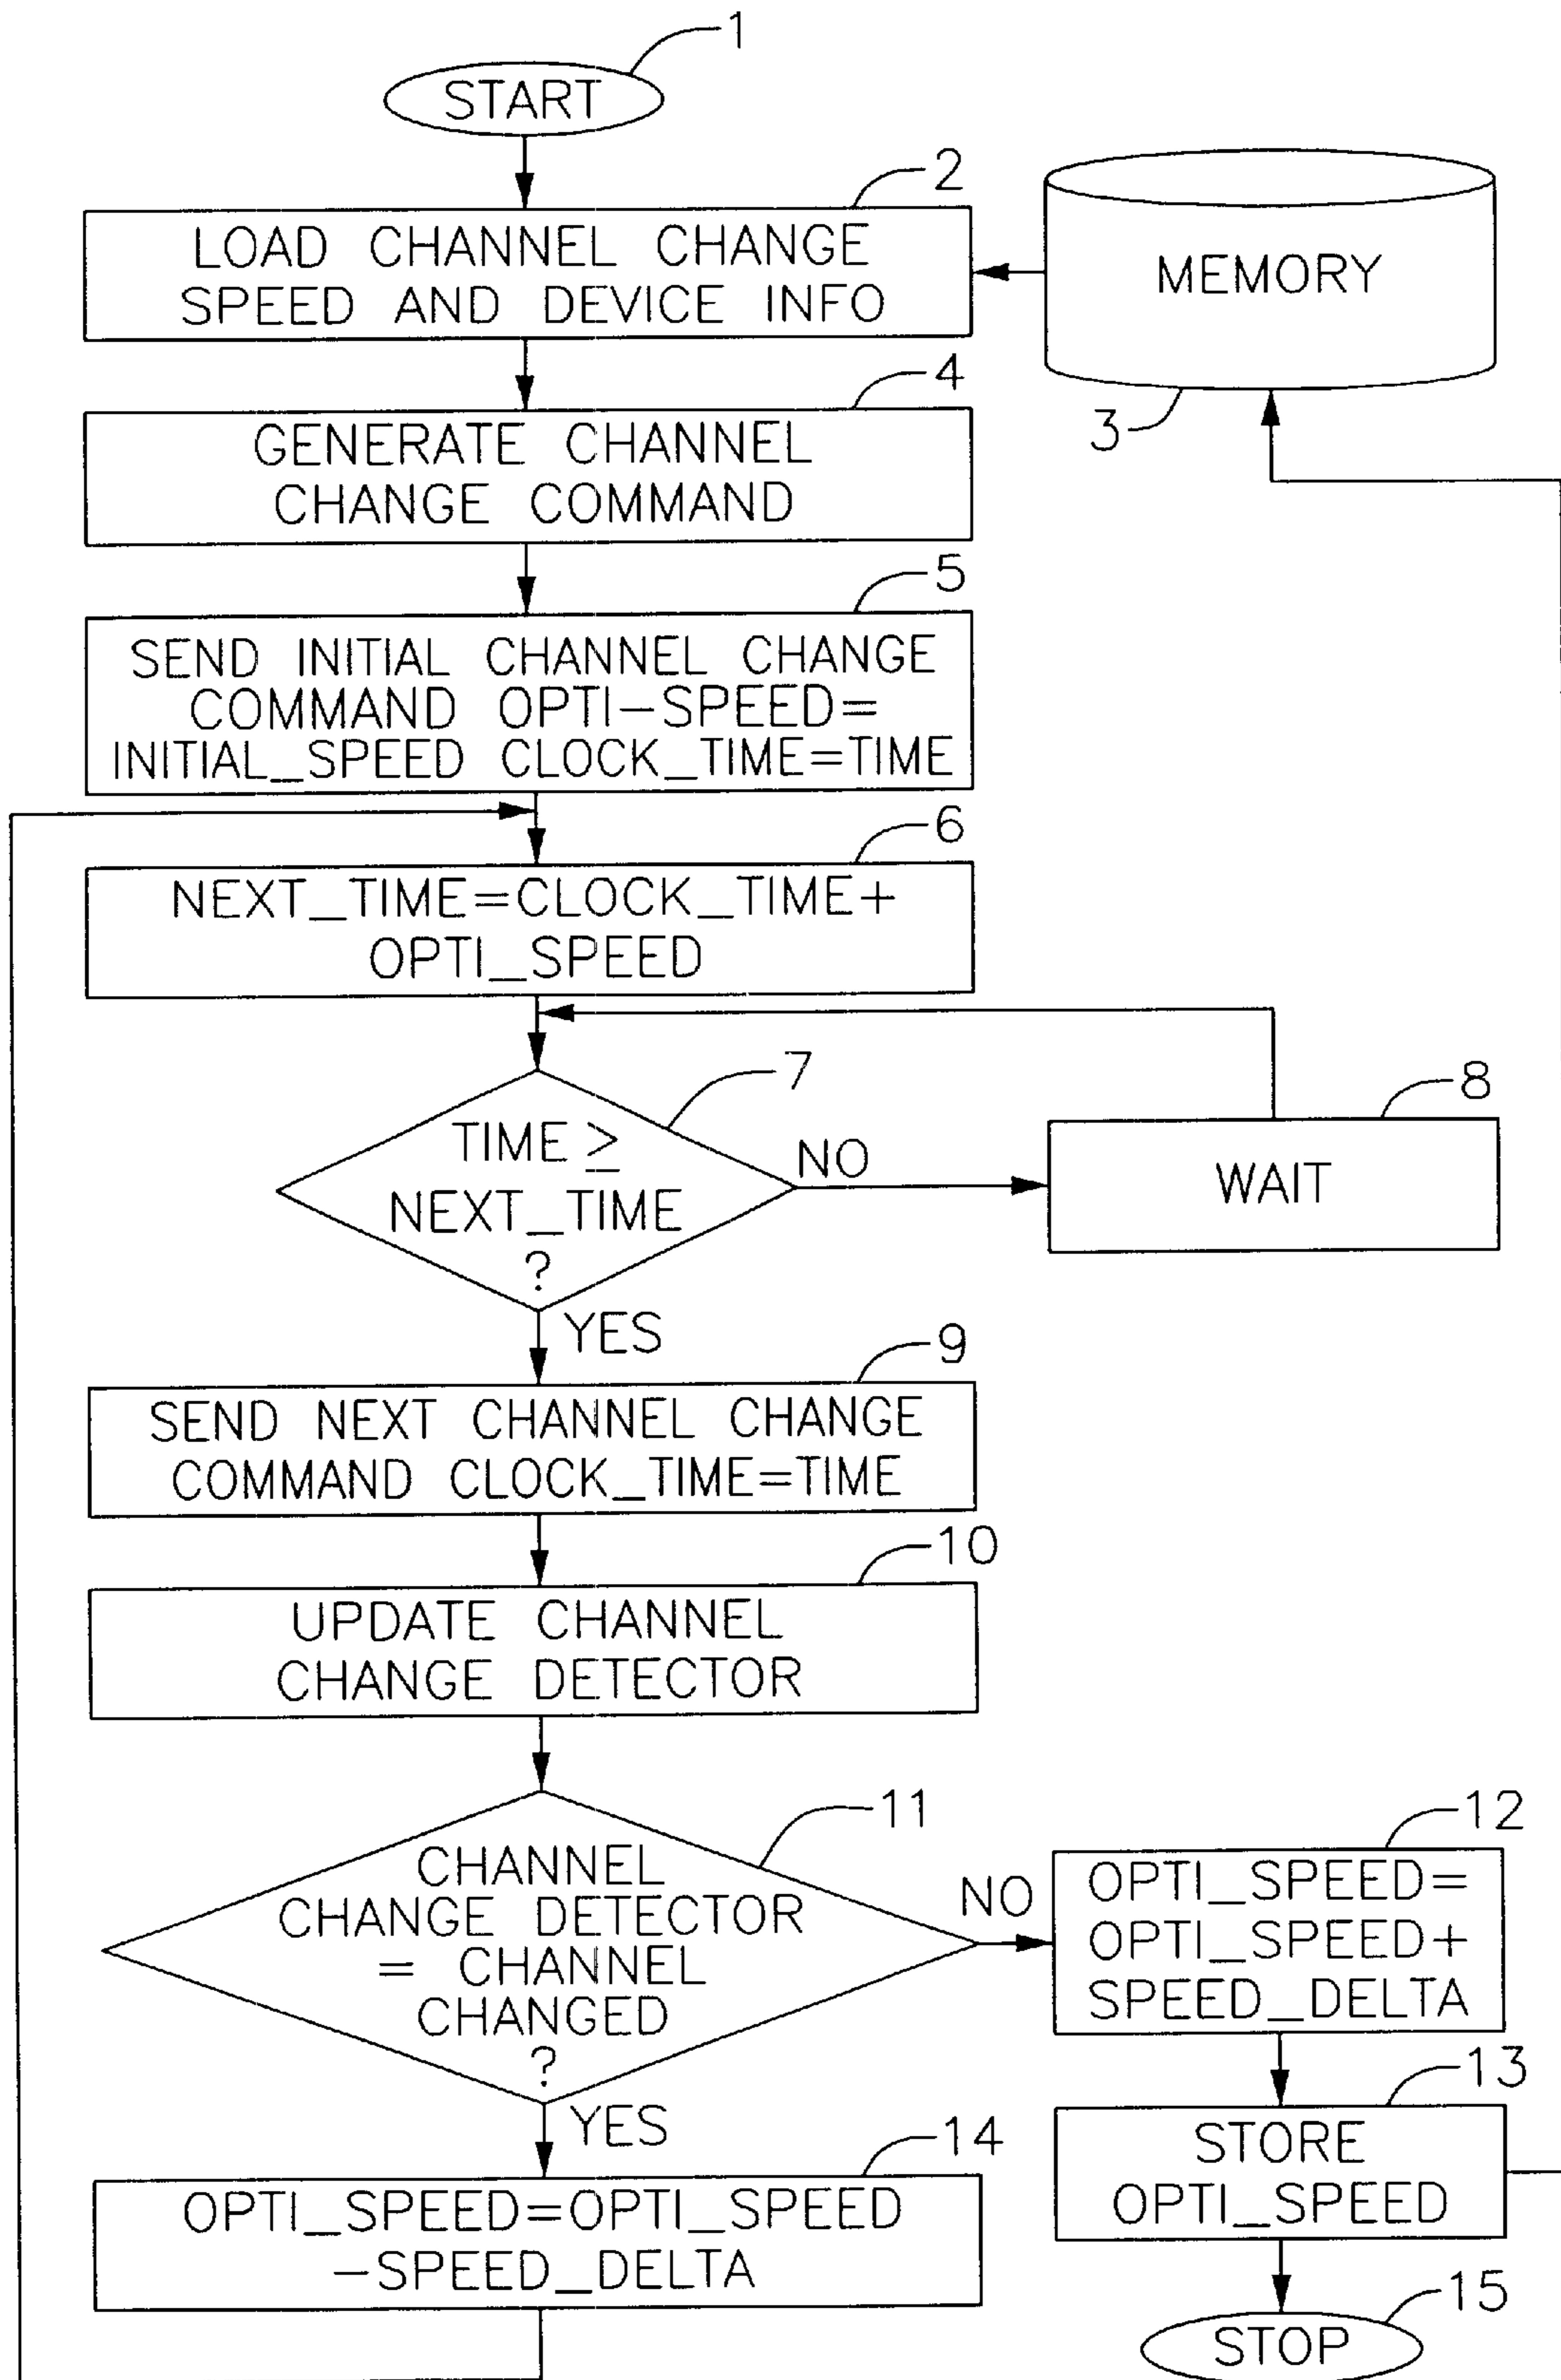 1
START
2
LOAD CHANNEL CHANGE
SPEED AND DEVICE INFO
MEMORY
3
4
GENERATE CHANNEL
CHANGE COMMAND
5
SEND INITIAL CHANNEL CHANGE
COMMAND OPTI-SPEED=
INITIAL_SPEED CLOCK_TIME=TIME
6
NEXT_TIME=CLOCK_TIME+
OPTI_SPEED
7
TIME ≥
NEXT_TIME
?
NO
8
WAIT
YES
9
SEND NEXT CHANNEL CHANGE
COMMAND CLOCK_TIME=TIME
10
UPDATE CHANNEL
CHANGE DETECTOR
11
CHANNEL
CHANGE DETECTOR
= CHANNEL
CHANGED
?
NO
12
OPTI_SPEED=
OPTI_SPEED+
SPEED_DELTA
13
STORE
OPTI_SPEED
YES
14
OPTI_SPEED=OPTI_SPEED
-SPEED_DELTA
15
STOP